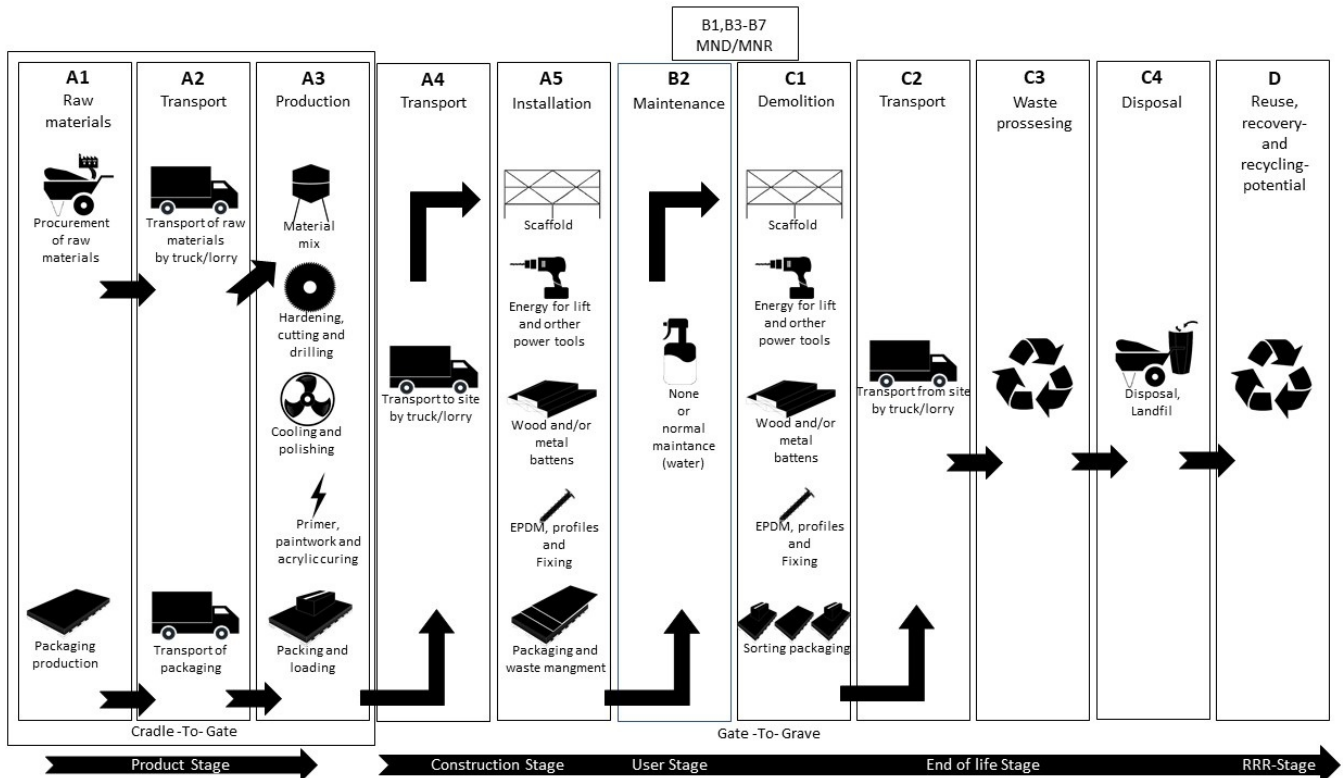 B1,B3-B7
MND/MNR
A1
Raw
materials
Procurement
of raw
materials
Packaging
production
A2
Transport
Transport of raw
materials
by truck/lorry
Transport of
packaging
A3
Production
Material
mix
Hardening,
cutting and
drilling
Cooling and
polishing
Primer,
paintwork and
acrylic curing
Packing and
loading
A4
Transport
Transport to site
by truck/lorry
A5
Installation
Scaffold
Energy for lift
and orther
power tools
Wood and/or
metal
battens
EPDM, profiles
and
Fixing
Packaging and
waste mangment
B2
Maintenance
None
or
normal
maintance
(water)
C1
Demolition
Scaffold
Energy for lift
and orther
power tools
Wood and/or
metal
battens
EPDM, profiles
and
Fixing
Sorting packaging
C2
Transport
Transport from site
by truck/lorry
C3
Waste
prossesing
C4
Disposal
Disposal,
Landfil
D
Reuse,
recovery-
and
recycling-
potential
Cradle -To- Gate
Gate -To- Grave
Product Stage
Construction Stage
User Stage
End of life Stage
RRR-Stage